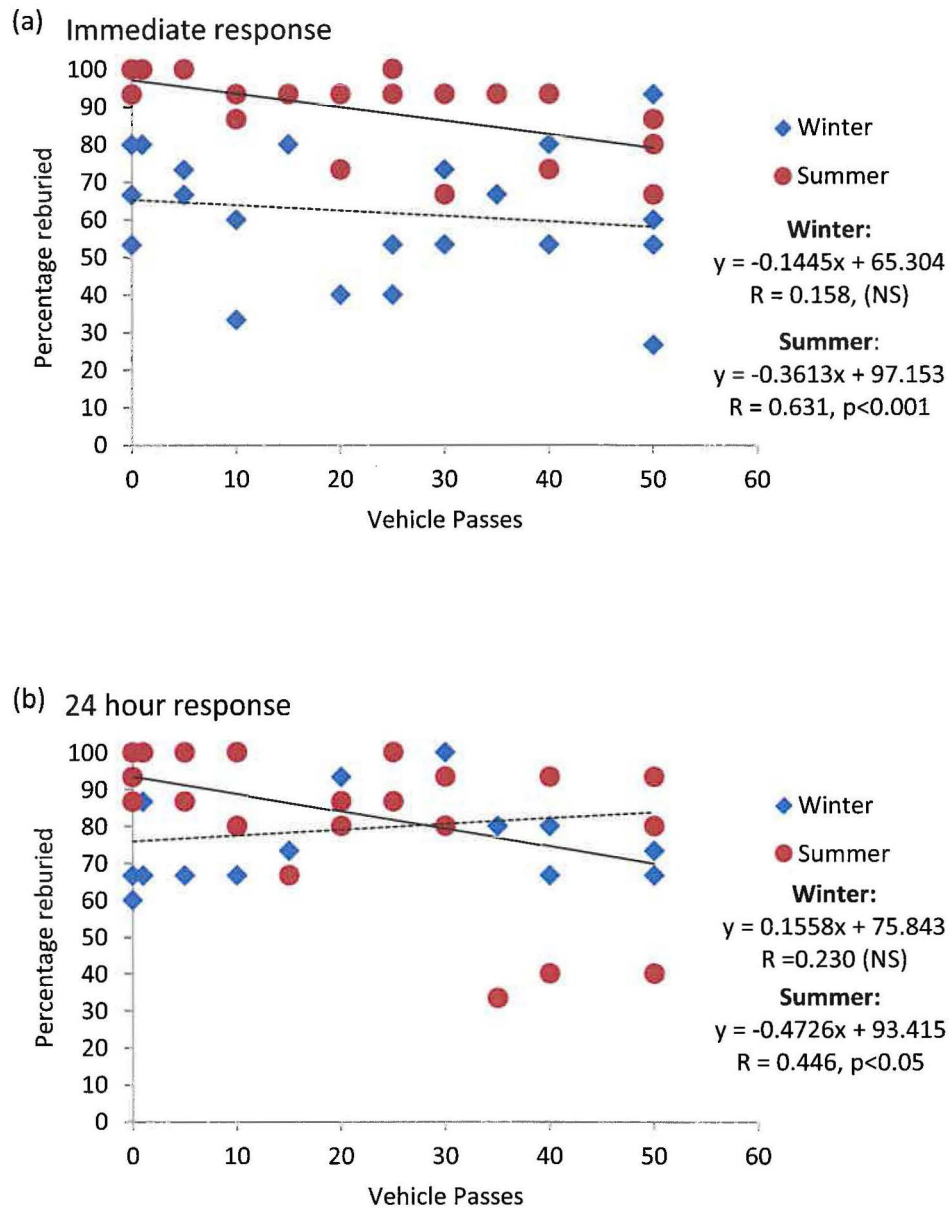 (a) Immediate response
100
90
80
70
60
50
40
30
20
10
0
Percentage reburied
0 10 20 30 40 50 60
Vehicle Passes
Winter
Summer
Winter:
y = -0.1445x + 65.304
R = 0.158, (NS)
Summer:
y = -0.3613x + 97.153
R = 0.631, p<0.001
(b) 24 hour response
100
90
80
70
60
50
40
30
20
10
0
Percentage reburied
0 10 20 30 40 50 60
Vehicle Passes
Winter
Summer
Winter:
y = 0.1558x + 75.843
R =0.230 (NS)
Summer:
y = -0.4726x + 93.415
R = 0.446, p<0.05